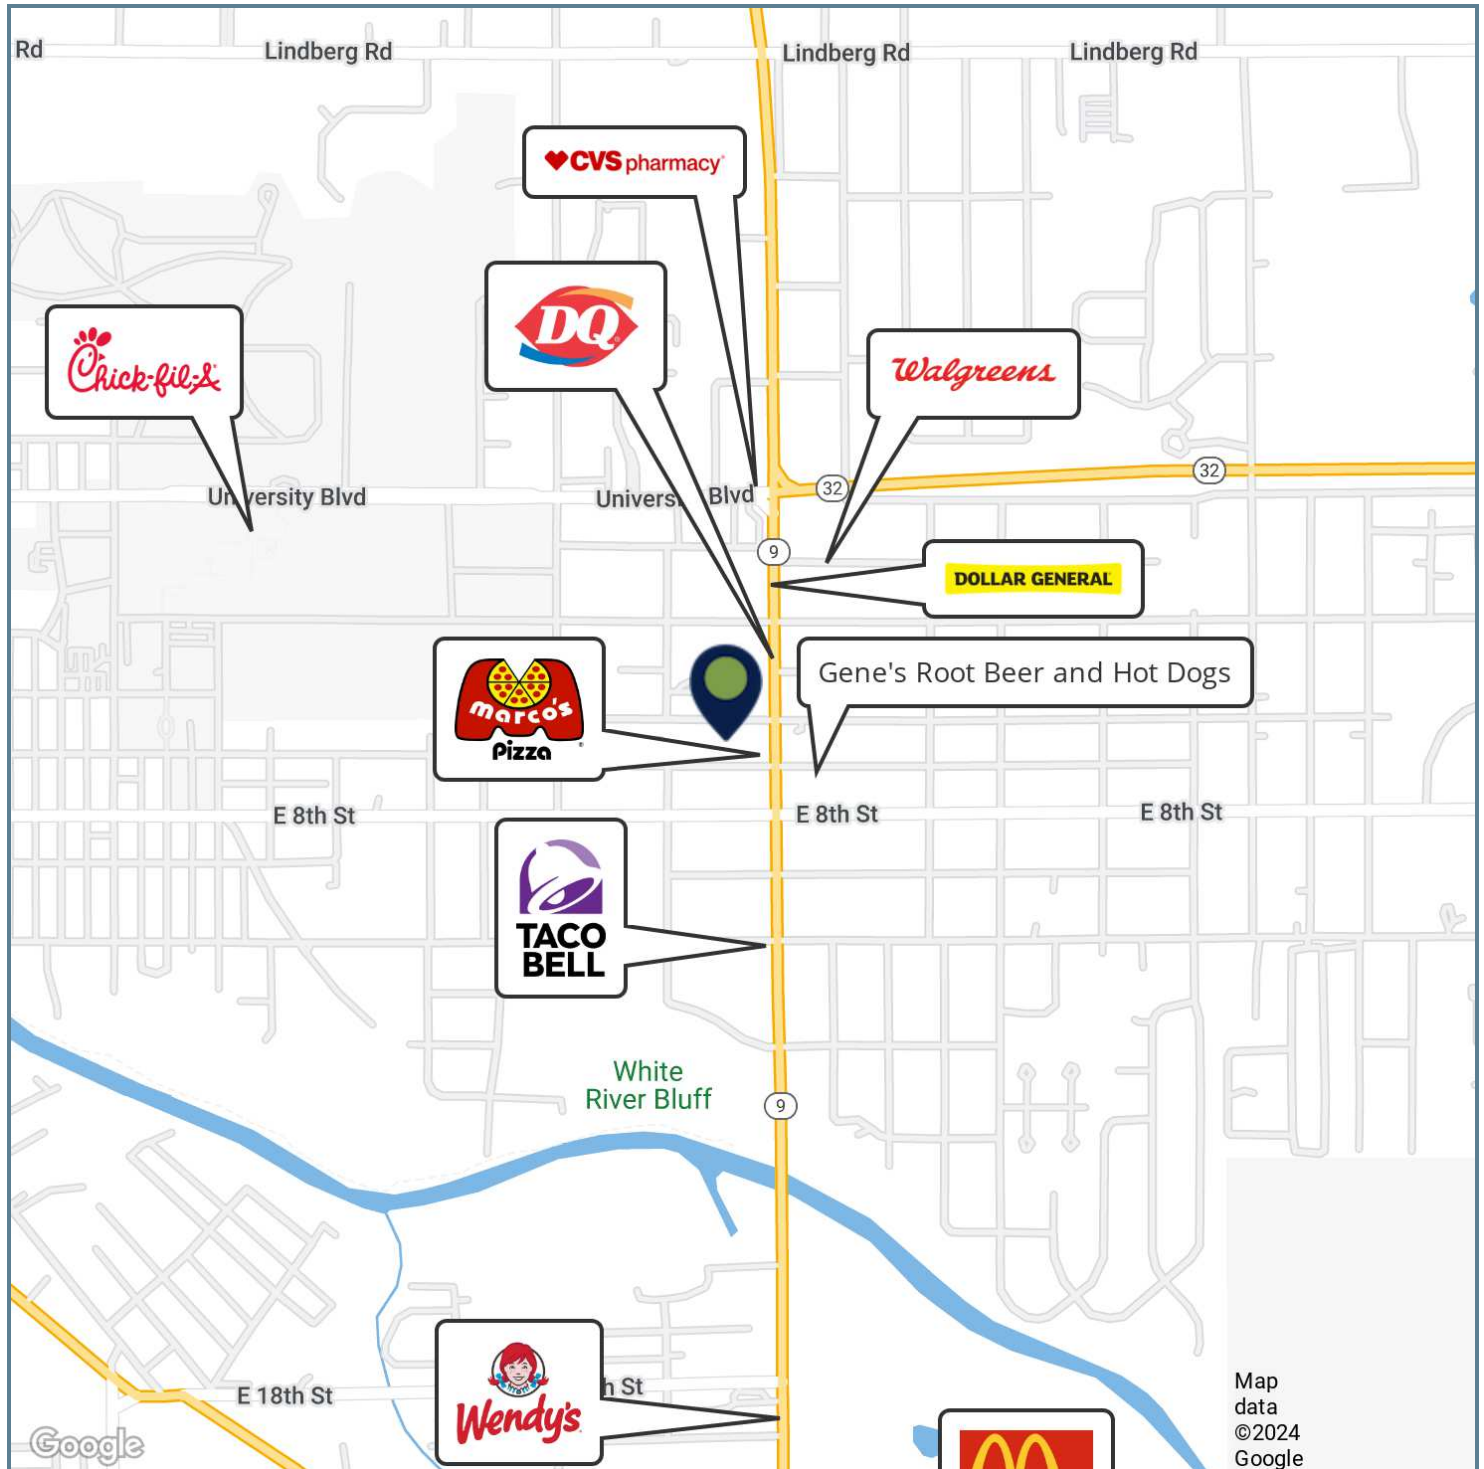 Rd
Lindberg Rd
Lindberg Rd
Lindberg Rd
CVS pharmacy
DQ
Chick-fil-A
Walgreens
32
32
University Blvd
Blvd
9
DOLLAR GENERAL
Gene's Root Beer and Hot Dogs
marco's
Pizza
E 8th St
E 8th St
E 8th St
TACO
BELL
White
River Bluff
9
E 18th St
St
Wendy's
Map
data
©2024
Google
Google